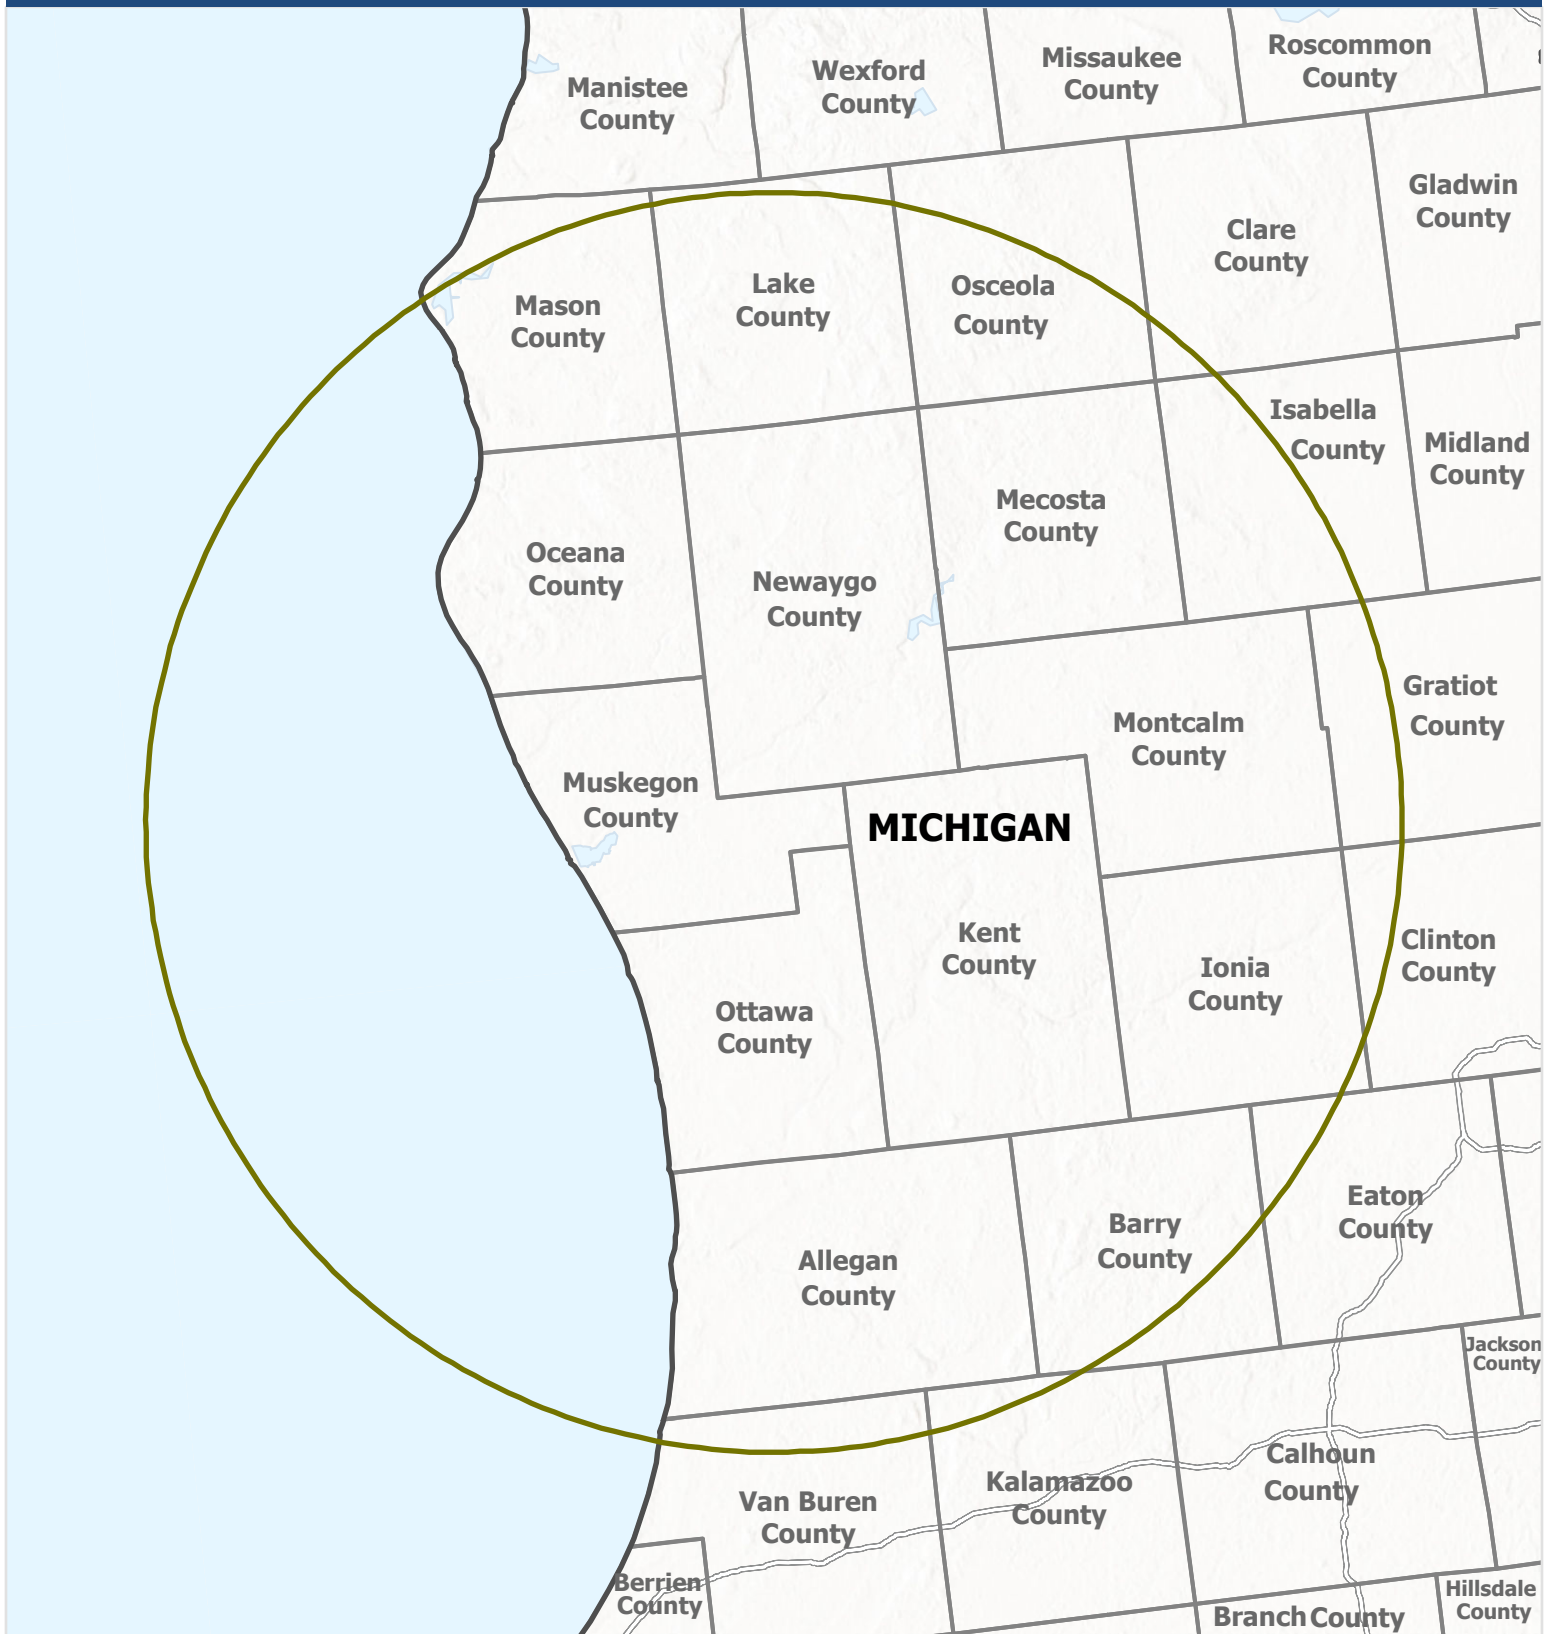 Manistee
County
Wexford
County
Missaukee
County
Roscommon
County
Gladwin
County
Clare
County
Mason
County
Lake
County
Osceola
County
Isabella
County
Midland
County
Mecosta
County
Oceana
County
Newaygo
County
Gratiot
County
Montcalm
County
Muskegon
County
MICHIGAN
Kent
County
Clinton
County
Ionia
County
Ottawa
County
Eaton
County
Barry
County
Allegan
County
Jackson
County
Calhoun
County
Kalamazoo
County
Van Buren
County
Berrien
County
Hillsdale
County
Branch County